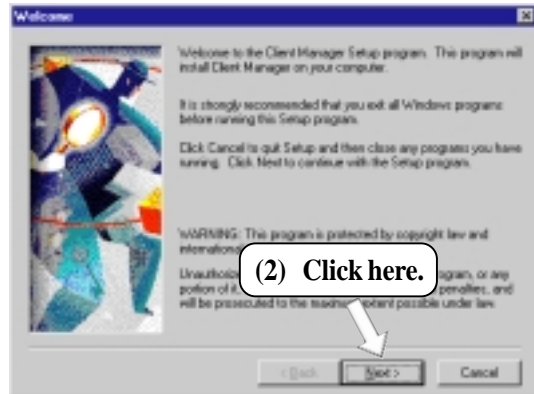 Welcome
Welcome to the Client Manager Setup program. This program will
install Client Manager on your computer.
It is strongly recommended that you exit all Windows programs
before running this Setup program.
Click Cancel to quit Setup and then close any programs you have
running. Click Next to continue with the Setup program.
WARNING: This program is protected by copyright law and
international
Unauthorized program, or any
portion of it, penalties, and
will be prosecuted to the maximum extent possible under law.
(2) Click here.
< Back
Next >
Cancel